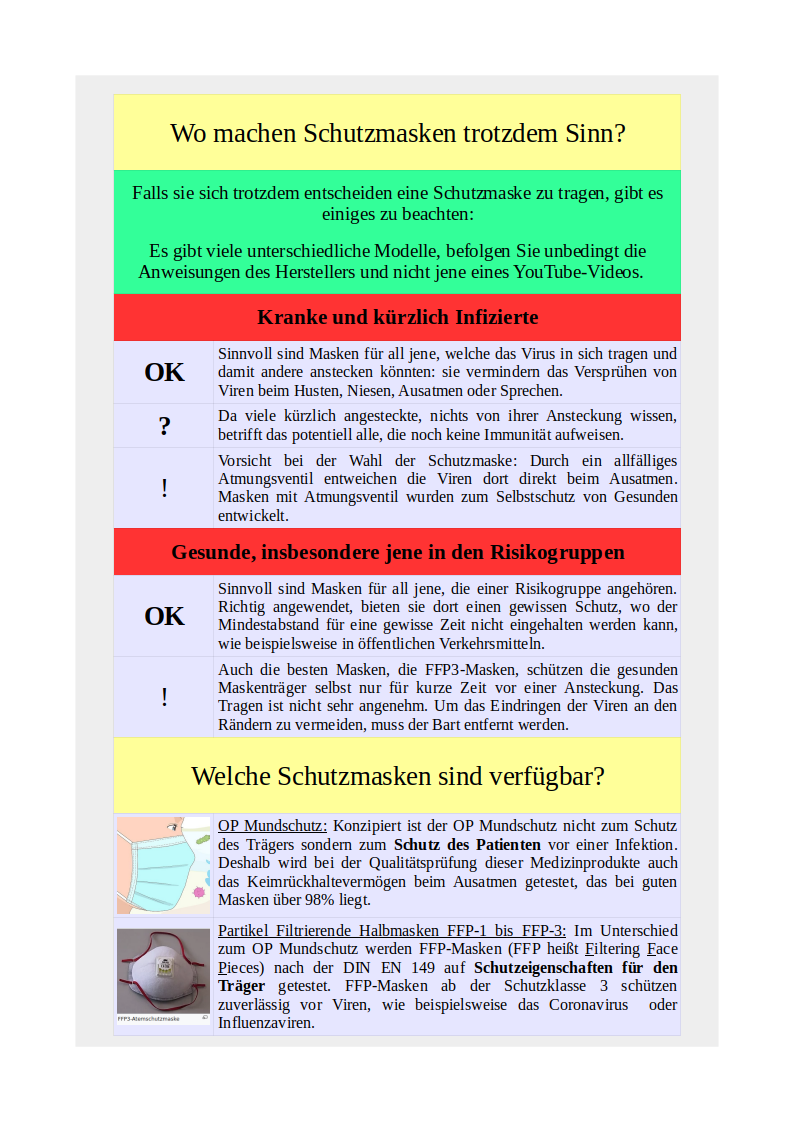 Wo machen Schutzmasken trotzdem Sinn?
Falls sie sich trotzdem entscheiden eine Schutzmaske zu tragen, gibt es
einiges zu beachten:
Es gibt viele unterschiedliche Modelle, befolgen Sie unbedingt die
Anweisungen des Herstellers und nicht jene eines YouTube-Videos.
Kranke und kürzlich Infizierte
OK
Sinnvoll sind Masken für all jene, welche das Virus in sich tragen und
damit andere anstecken könnten: sie vermindern das Versprühen von
Viren beim Husten, Niesen, Ausatmen oder Sprechen.
?
Da viele kürzlich angesteckte, nichts von ihrer Ansteckung wissen,
betrifft das potentiell alle, die noch keine Immunität aufweisen.
!
Vorsicht bei der Wahl der Schutzmaske: Durch ein allfälliges
Atmungsventil entweichen die Viren dort direkt beim Ausatmen.
Masken mit Atmungsventil wurden zum Selbstschutz von Gesunden
entwickelt.
Gesunde, insbesondere jene in den Risikogruppen
OK
Sinnvoll sind Masken für all jene, die einer Risikogruppe angehören.
Richtig angewendet, bieten sie dort einen gewissen Schutz, wo der
Mindestabstand für eine gewisse Zeit nicht eingehalten werden kann,
wie beispielsweise in öffentlichen Verkehrsmitteln.
!
Auch die besten Masken, die FFP3-Masken, schützen die gesunden
Maskenträger selbst nur für kurze Zeit vor einer Ansteckung. Das
Tragen ist nicht sehr angenehm. Um das Eindringen der Viren an den
Rändern zu vermeiden, muss der Bart entfernt werden.
Welche Schutzmasken sind verfügbar?
OP Mundschutz: Konzipiert ist der OP Mundschutz nicht zum Schutz
des Trägers sondern zum Schutz des Patienten vor einer Infektion.
Deshalb wird bei der Qualitätsprüfung dieser Medizinprodukte auch
das Keimrückhaltevermögen beim Ausatmen getestet, das bei guten
Masken über 98% liegt.
FFP3-Atemschutzmaske
Partikel Filtrierende Halbmasken FFP-1 bis FFP-3: Im Unterschied
zum OP Mundschutz werden FFP-Masken (FFP heißt Filtering Face
Pieces) nach der DIN EN 149 auf Schutzeigenschaften für den
Träger getestet. FFP-Masken ab der Schutzklasse 3 schützen
zuverlässig vor Viren, wie beispielsweise das Coronavirus oder
Influenzaviren.